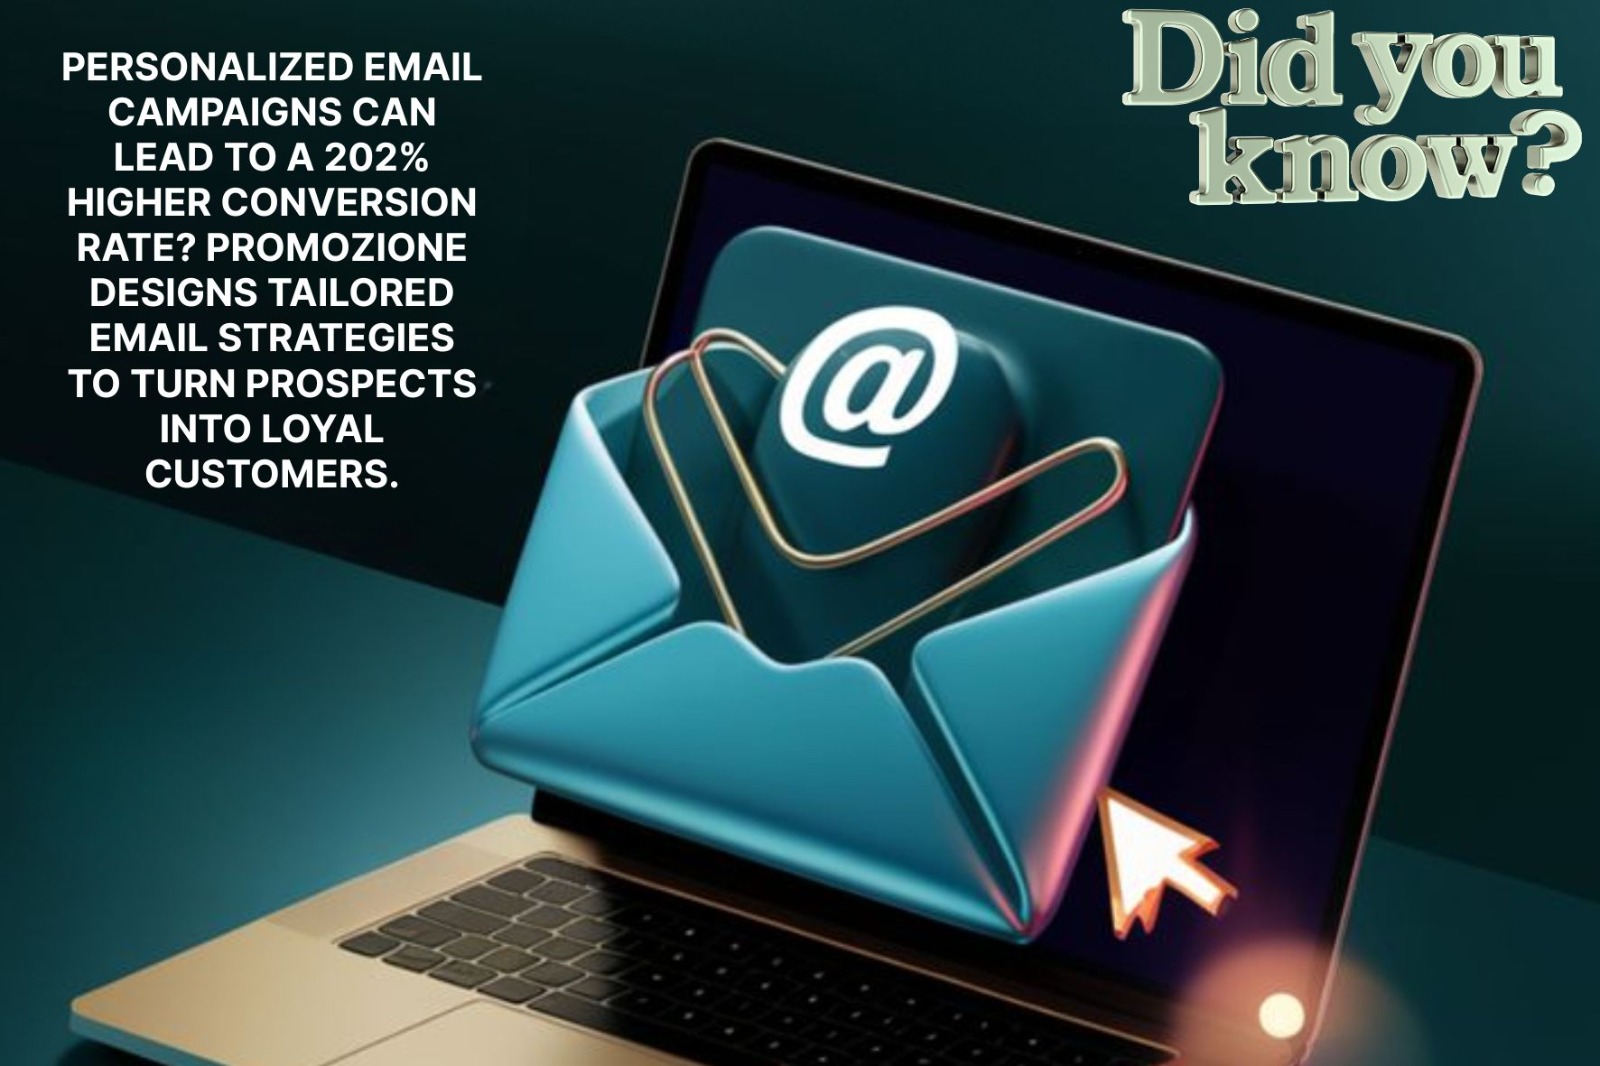 Did you
know?
PERSONALIZED EMAIL
CAMPAIGNS CAN
LEAD TO A 202%
HIGHER CONVERSION
RATE? PROMOZIONE
DESIGNS TAILORED
EMAIL STRATEGIES
TO TURN PROSPECTS
INTO LOYAL
CUSTOMERS.
@